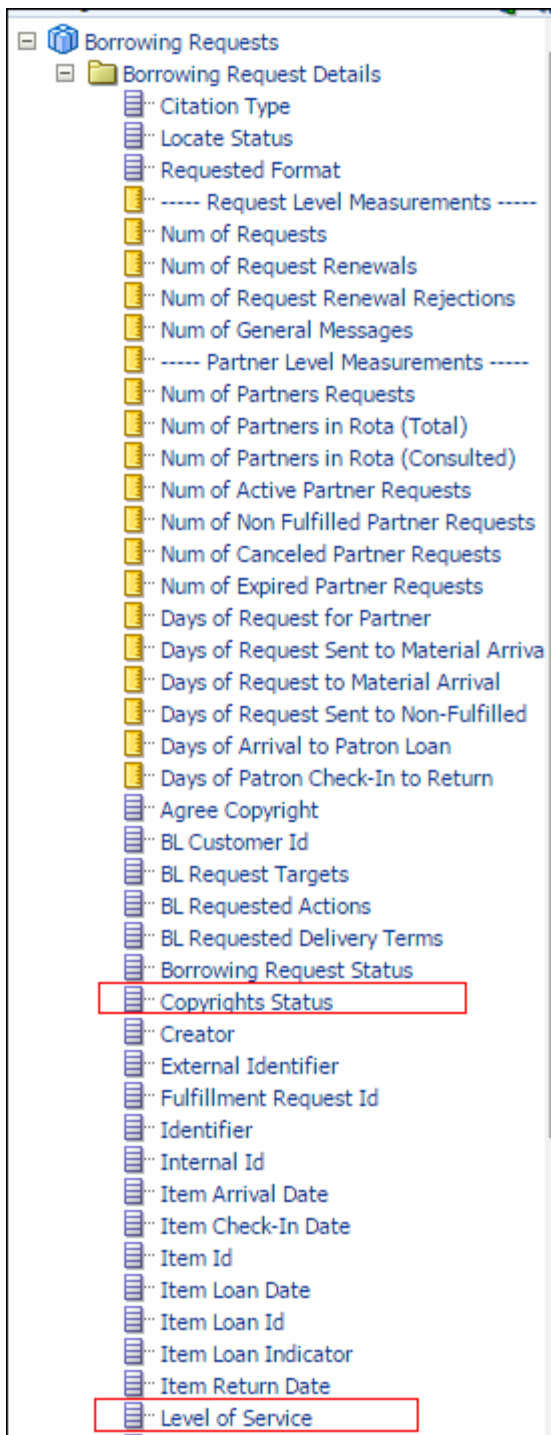 Borrowing Requests
Borrowing Request Details
Citation Type
Locate Status
Requested Format
----- Request Level Measurements -----
Num of Requests
Num of Request Renewals
Num of Request Renewal Rejections
Num of General Messages
----- Partner Level Measurements -----
Num of Partners Requests
Num of Partners in Rota (Total)
Num of Partners in Rota (Consulted)
Num of Active Partner Requests
Num of Non Fulfilled Partner Requests
Num of Canceled Partner Requests
Num of Expired Partner Requests
Days of Request for Partner
Days of Request Sent to Material Arriva
Days of Request to Material Arrival
Days of Request Sent to Non-Fulfilled
Days of Arrival to Patron Loan
Days of Patron Check-In to Return
Agree Copyright
BL Customer Id
BL Request Targets
BL Requested Actions
BL Requested Delivery Terms
Borrowing Request Status
Copyrights Status
Creator
External Identifier
Fulfillment Request Id
Identifier
Internal Id
Item Arrival Date
Item Check-In Date
Item Id
Item Loan Date
Item Loan Id
Item Loan Indicator
Item Return Date
Level of Service